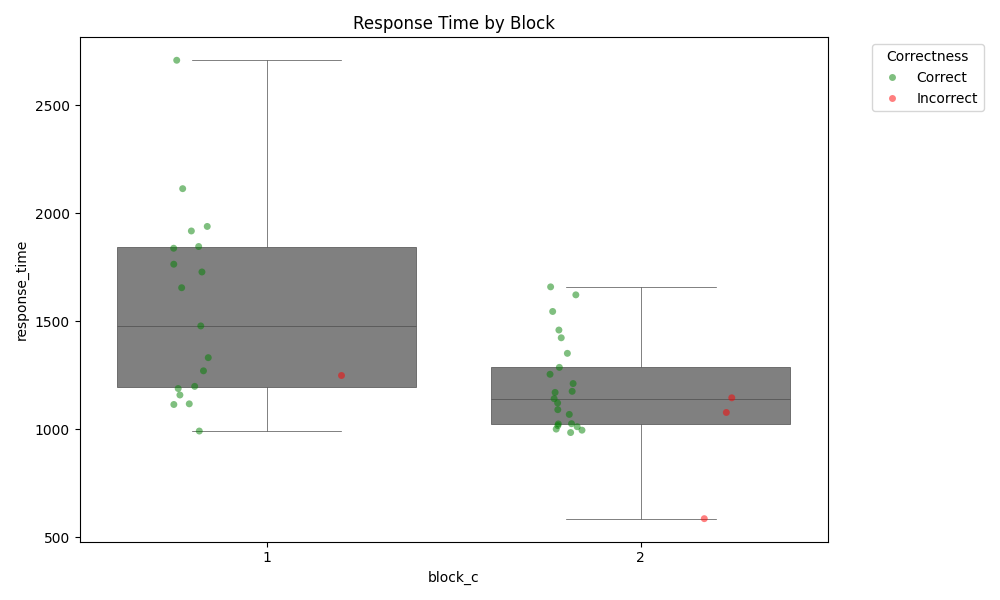 Response Time by Block
Correctness
Correct
Incorrect
2500
2000
1500
1000
500
response_time
1
2
block_c